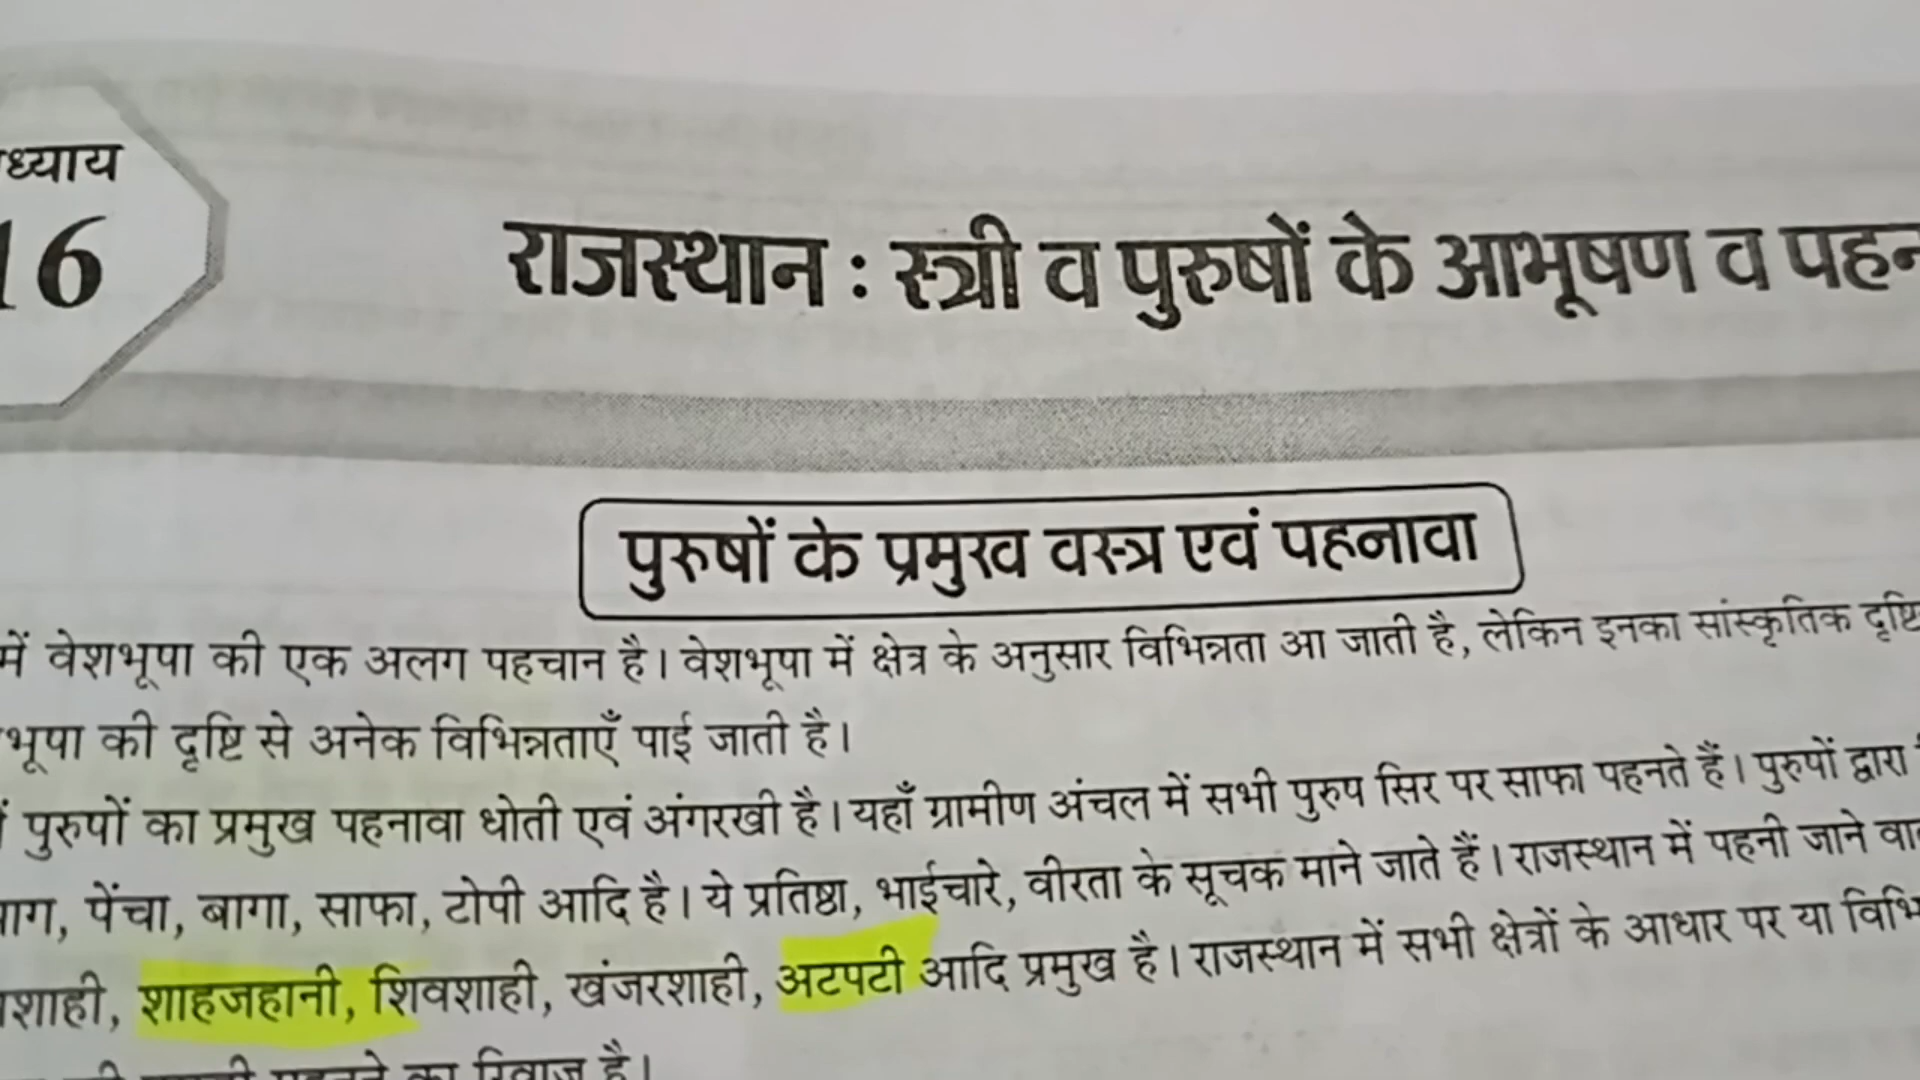 ध्याय
16
राजस्थान : स्त्री व पुरुषों के आभूषण व पहन
पुरुषों के प्रमुख वस्त्र एवं पहनावा
में वेशभूषा की एक अलग पहचान है। वेशभूषा में क्षेत्र के अनुसार विभिन्नता आ जाती है, लेकिन इनका सांस्कृतिक दृष्टि
भूषा की दृष्टि से अनेक विभिन्नताएँ पाई जाती है।
पुरुषों का प्रमुख पहनावा धोती एवं अंगरखी है। यहाँ ग्रामीण अंचल में सभी पुरुष सिर पर साफा पहनते हैं। पुरुषों द्वारा
पेंचा, बागा, साफा, टोपी आदि है। ये प्रतिष्ठा, भाईचारे, वीरता के सूचक माने जाते हैं। राजस्थान में पहनी जाने
शाही, शाहजहानी, शिवशाही, खंजरशाही, अटपटी आदि प्रमुख है। राजस्थान में सभी क्षेत्रों के आधार पर या
का रिवाज है।